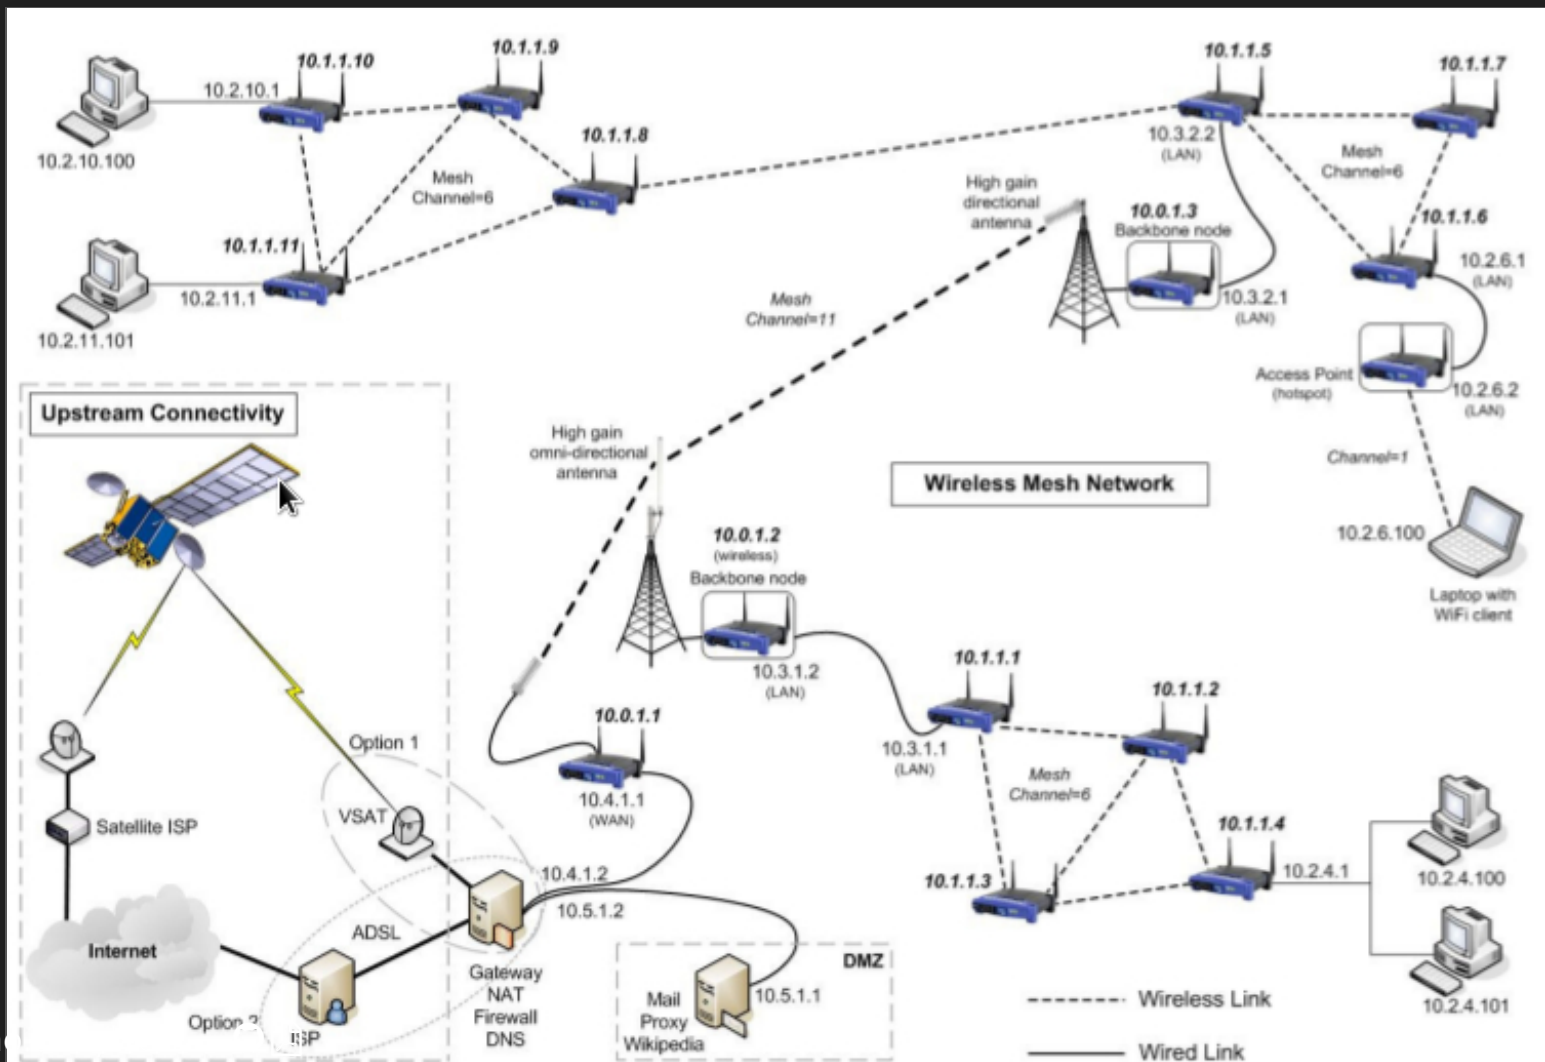 10.1.1.10
10.1.1.9
10.1.1.5
10.1.1.7
10.2.10.1
10.1.1.8
10.3.2.2
(LAN)
Mesh
Channel=6
10.2.10.100
Mesh
Channel=6
High gain
directional
antenna
10.0.1.3
Backbone node
10.1.1.6
10.1.1.11
10.2.6.1
(LAN)
10.2.11.1
10.3.2.1
(LAN)
Mesh
Channel=11
10.2.11.101
Access Point
(hotspot)
10.2.6.2
(LAN)
Upstream Connectivity
High gain
omni-directional
antenna
Channel=1
Wireless Mesh Network
10.2.6.100
10.0.1.2
(wireless)
Backbone node
Laptop with
WiFi client
10.3.1.2
(LAN)
10.1.1.1
10.1.1.2
10.0.1.1
Option 1
10.3.1.1
(LAN)
Mesh
Channel=6
10.4.1.1
(WAN)
VSAT
Satellite ISP
10.1.1.4
10.4.1.2
10.1.1.3
10.2.4.1
10.2.4.100
10.5.1.2
ADSL
Internet
DMZ
Gateway
NAT
Firewall
DNS
Mail
Proxy
Wikipedia
10.5.1.1
Wireless Link
10.2.4.101
Option
ISP
Wired Link